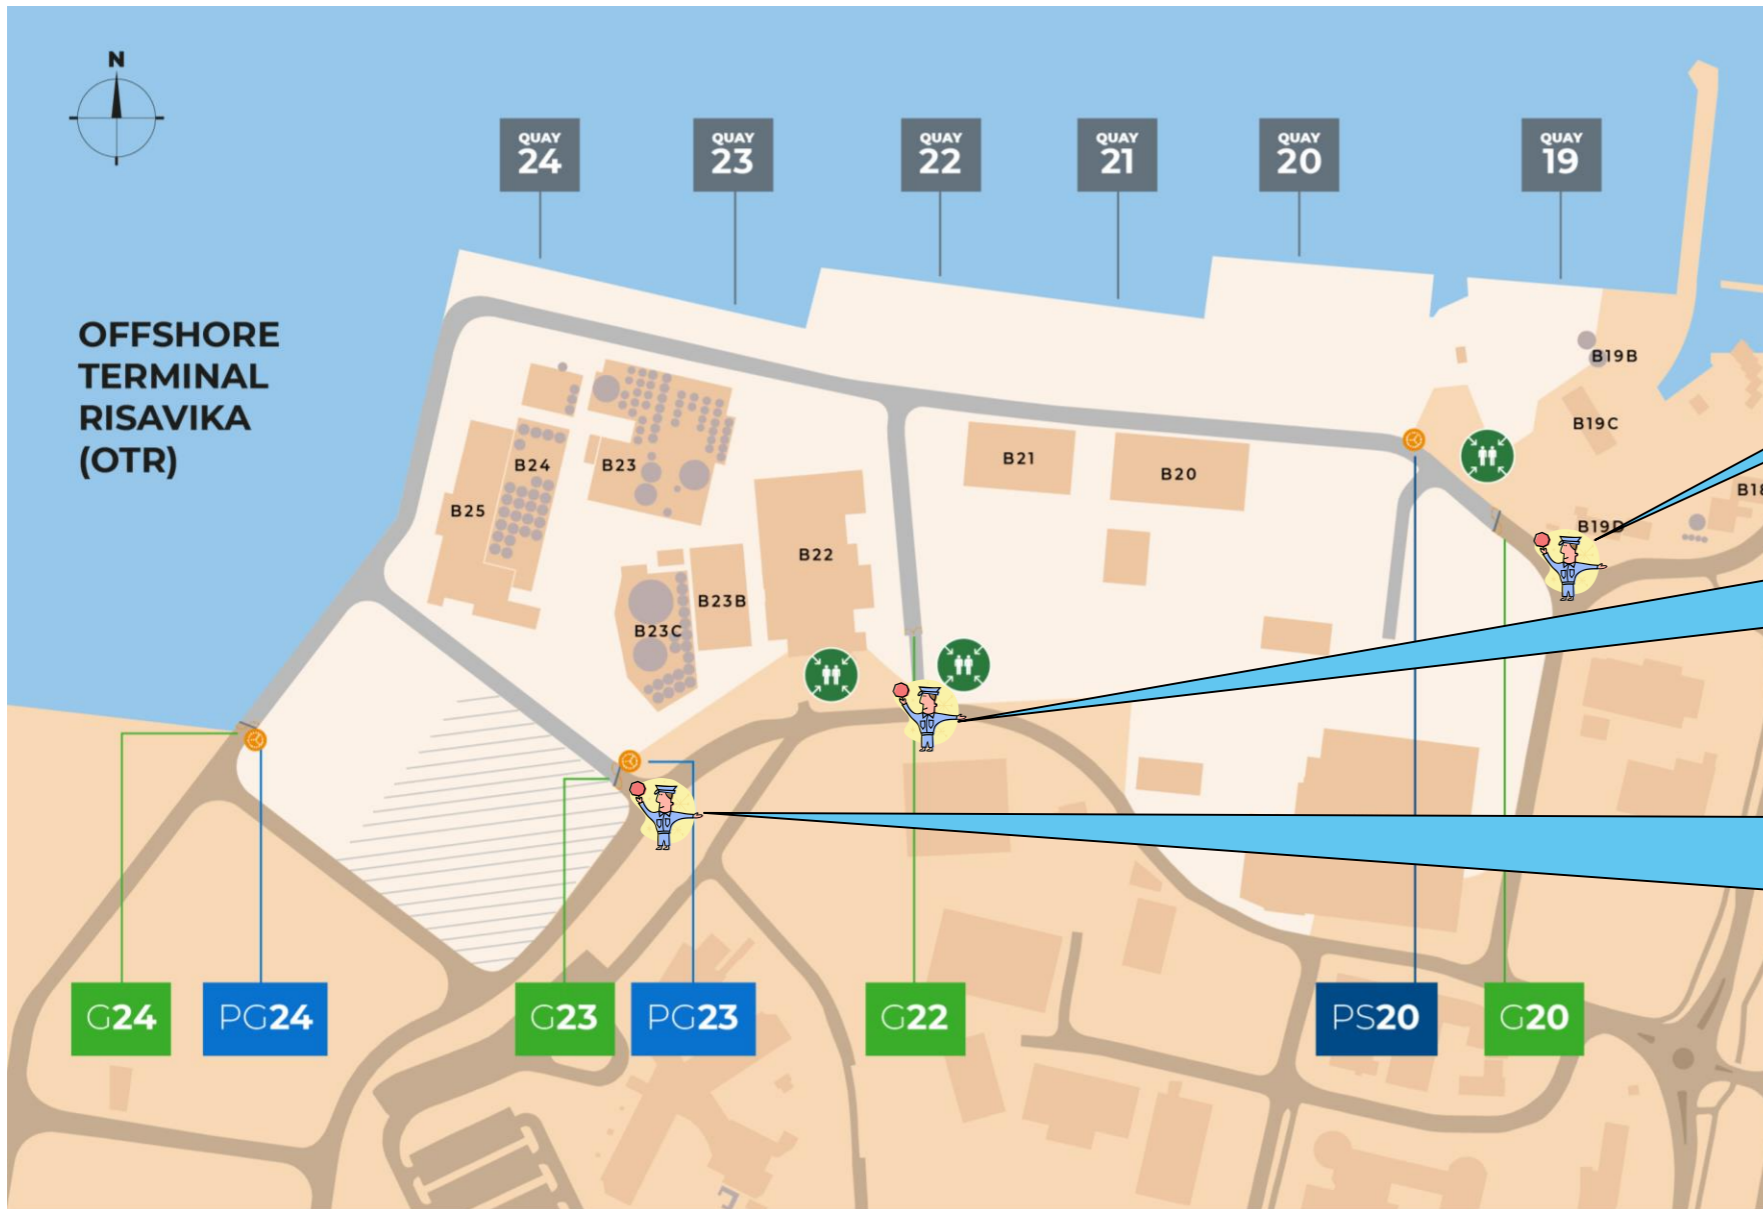 N
QUAY
24
QUAY
23
QUAY
22
QUAY
21
QUAY
20
QUAY
19
OFFSHORE
TERMINAL
RISAVIKA
(OTR)
B19B
B19C
B21
B20
B24
B23
B25
B18
B19D
B22
B23B
B23C
G24
PG24
G23
PG23
G22
PS20
G20